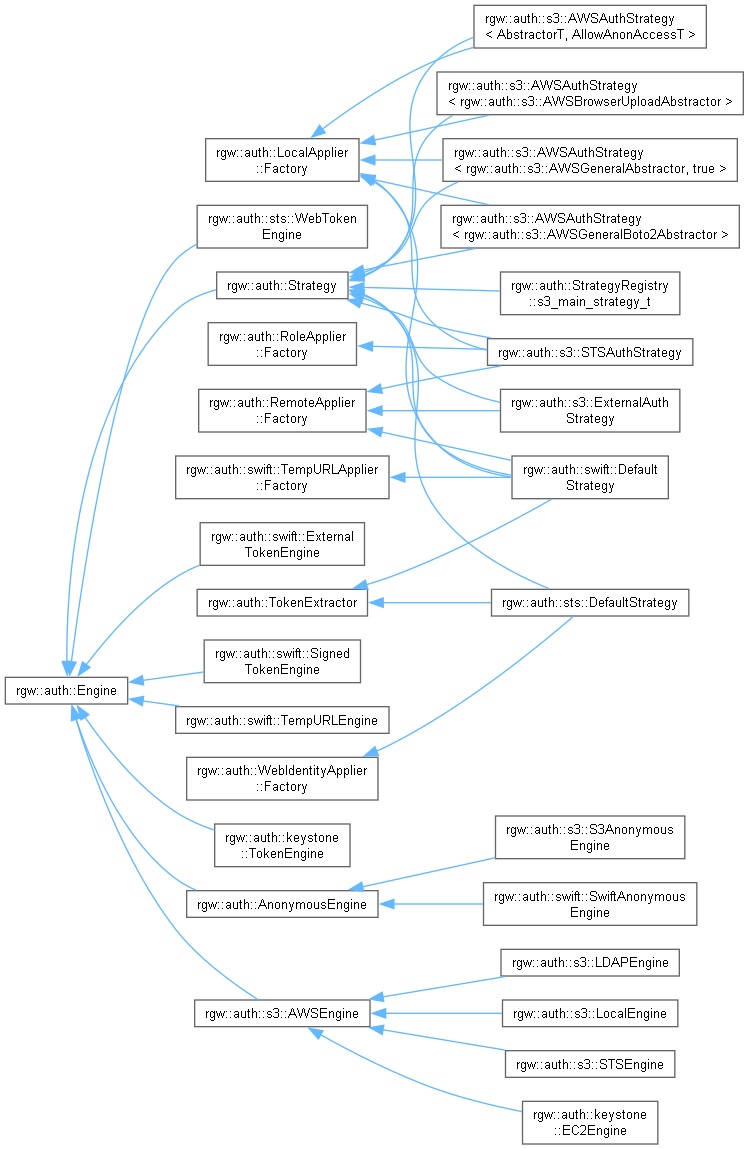 rgw::auth::s3::AWSAuthStrategy
< AbstractorT, AllowAnonAccessT >
rgw::auth::s3::AWSAuthStrategy
< rgw::auth::s3::AWSBrowserUploadAbstractor >
rgw::auth::LocalApplier
::Factory
rgw::auth::s3::AWSAuthStrategy
< rgw::auth::s3::AWSGeneralAbstractor, true >
rgw::auth::sts::WebToken
Engine
rgw::auth::s3::AWSAuthStrategy
< rgw::auth::s3::AWSGeneralBoto2Abstractor >
rgw::auth::Strategy
rgw::auth::StrategyRegistry
::s3_main_strategy_t
rgw::auth::RoleApplier
::Factory
rgw::auth::s3::STSAuthStrategy
rgw::auth::RemoteApplier
::Factory
rgw::auth::s3::ExternalAuth
Strategy
rgw::auth::swift::TempURLApplier
::Factory
rgw::auth::swift::Default
Strategy
rgw::auth::swift::External
TokenEngine
rgw::auth::TokenExtractor
rgw::auth::sts::DefaultStrategy
rgw::auth::swift::Signed
TokenEngine
rgw::auth::Engine
rgw::auth::swift::TempURLEngine
rgw::auth::WebIdentityApplier
::Factory
rgw::auth::keystone
::TokenEngine
rgw::auth::s3::S3Anonymous
Engine
rgw::auth::AnonymousEngine
rgw::auth::swift::SwiftAnonymous
Engine
rgw::auth::s3::LDAPEngine
rgw::auth::s3::AWSEngine
rgw::auth::s3::LocalEngine
rgw::auth::s3::STSEngine
rgw::auth::keystone
::EC2Engine